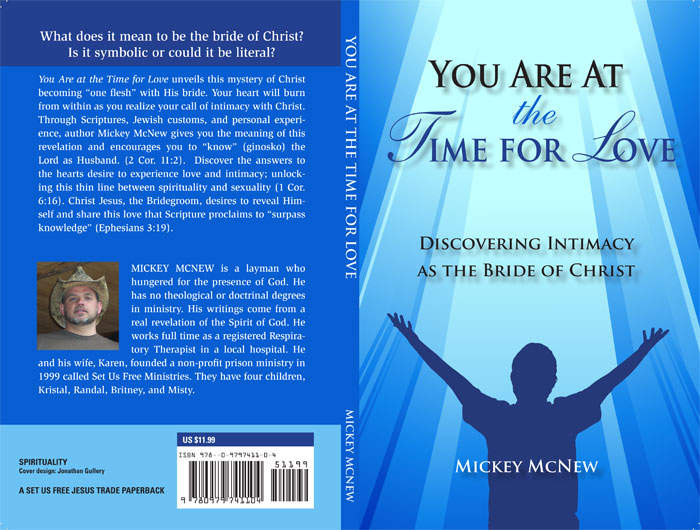 What does it mean to be the bride of Christ?
Is it symbolic or could it be literal?
You Are at the Time for Love unveils this mystery of Christ
becoming “one flesh” with His bride. Your heart will burn
from within as you realize your call of intimacy with Christ.
Through Scriptures, Jewish customs, and personal experi-
ence, author Mickey McNew gives you the meaning of this
revelation and encourages you to “know” (ginosko) the
Lord as Husband. (2 Cor. 11:2).  Discover the answers to
the hearts desire to experience love and intimacy; unlock-
ing this thin line between spirituality and sexuality (1 Cor.
6:16). Christ Jesus, the Bridegroom, desires to reveal Him-
self and share this love that Scripture proclaims to “surpass
knowledge” (Ephesians 3:19).
MICKEY MCNEW is a layman who
hungered for the presence of God. He
has no theological or doctrinal degrees
in ministry. His writings come from a
real revelation of the Spirit of God. He
works full time as a registered Respira-
tory Therapist in a local hospital. He
and his wife, Karen, founded a non-profit prison ministry in
1999 called Set Us Free Ministries. They have four children,
Kristal, Randal, Britney, and Misty.
SPIRITUALITY
Cover design: Jonathan Gullery
A SET US FREE JESUS TRADE PAPERBACK
US $11.99
ISBN 978-0-9797411-0-4
51199
9 780979 741104
YOU ARE AT THE TIME FOR LOVE
MICKEY MCNEW
YOU ARE AT
the
TIME FOR LOVE
DISCOVERING INTIMACY
AS THE BRIDE OF CHRIST
MICKEY MCNEW